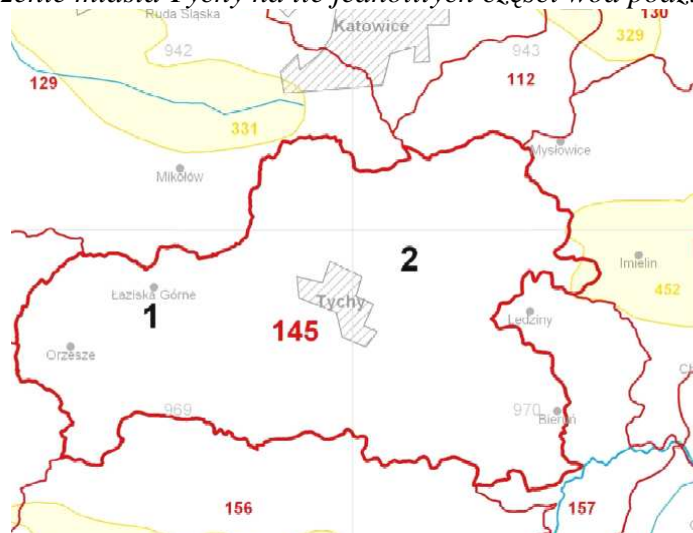 Ruda Śląska
130
Katowice
329
942
943
129
112
331
Mysłowice
Mikołów
2
Imielin
Łaziska Górne
Tychy
452
1
145
Lędziny
Orzesze
969
970
Bieruń
156
157